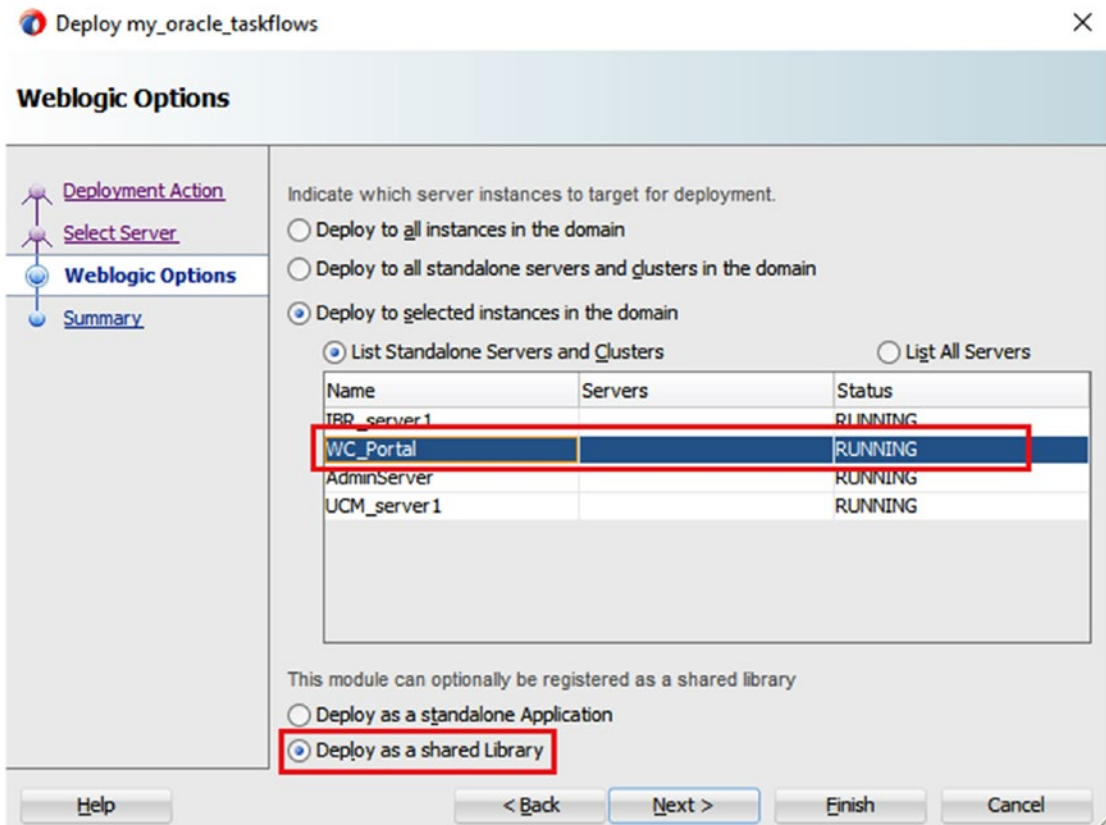 Deploy my_oracle_taskflows
Weblogic Options
Deployment Action
Select Server
Weblogic Options
Summary
Indicate which server instances to target for deployment.
Deploy to all instances in the domain
Deploy to all standalone servers and clusters in the domain
Deploy to selected instances in the domain
List Standalone Servers and Clusters List All Servers
Name Servers Status
IBR_server1 RUNNING
WC_Portal RUNNING
AdminServer RUNNING
UCM_server1 RUNNING
This module can optionally be registered as a shared library
Deploy as a standalone Application
Deploy as a shared Library
Help < Back Next > Finish Cancel